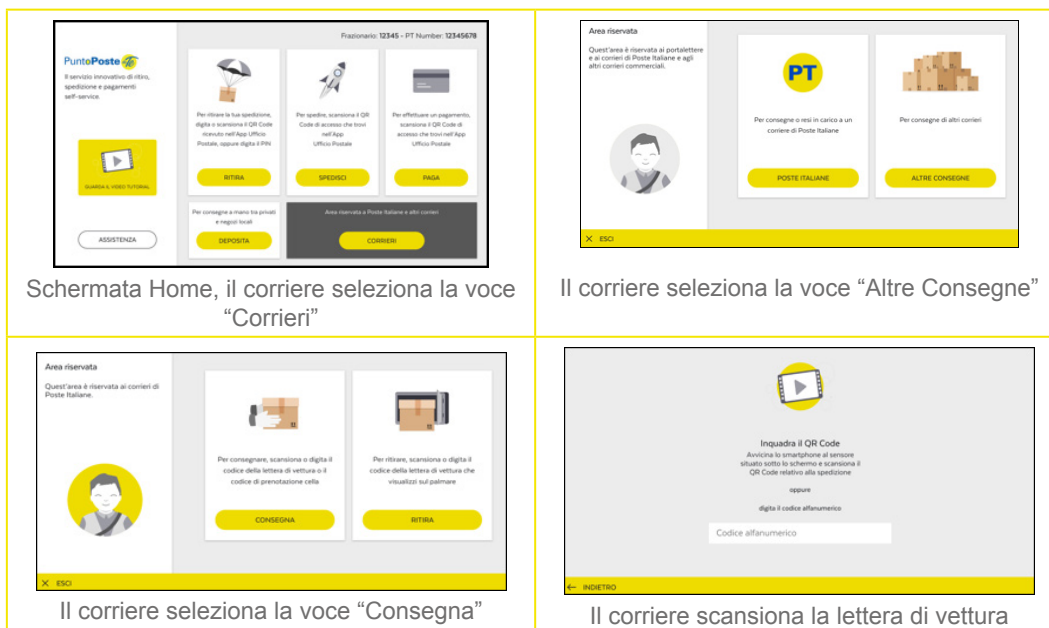 Frazionario: 12345 - PT Number: 12345678
PuntoPoste
Il servizio innovativo di ritiro,
spedizione e pagamenti
self-service.
GUARDA IL VIDEO TUTORIAL
ASSISTENZA
Per ritirare la tua spedizione,
digita o scansiona il QR Code
ricevuto nell'App Ufficio
Postale, oppure digita il PIN
RITIRA
Per spedire, scansiona il QR
Code di accesso che trovi
nell'App
Ufficio Postale
SPEDISCI
Per effettuare un pagamento,
scansiona il QR Code di
accesso che trovi nell'App
Ufficio Postale
PAGA
Per consegne a mano tra privati
e negozi locali
DEPOSITA
Area riservata a Poste Italiane e altri corrieri
CORRIERI
Schermata Home, il corriere seleziona la voce
“Corrieri”
Area riservata
Quest'area è riservata ai portalettere
e ai corrieri di Poste Italiane e agli
altri corrieri commerciali.
PT
Per consegne o resi in carico a un
corriere di Poste Italiane
POSTE ITALIANE
Per consegne di altri corrieri
ALTRE CONSEGNE
X ESCI
Il corriere seleziona la voce “Altre Consegne”
Area riservata
Quest'area è riservata ai corrieri di
Poste Italiane.
Per consegnare, scansiona o digita il
codice della lettera di vettura o il
codice di prenotazione cella
CONSEGNA
Per ritirare, scansiona o digita il
codice della lettera di vettura che
visualizzi sul palmare
RITIRA
X ESCI
Il corriere seleziona la voce “Consegna”
Inquadra il QR Code
Avvicina lo smartphone al sensore
situato sotto lo schermo e scansiona il
QR Code relativo alla spedizione
oppure
digita il codice alfanumerico
Codice alfanumerico
← INDIETRO
Il corriere scansiona la lettera di vettura